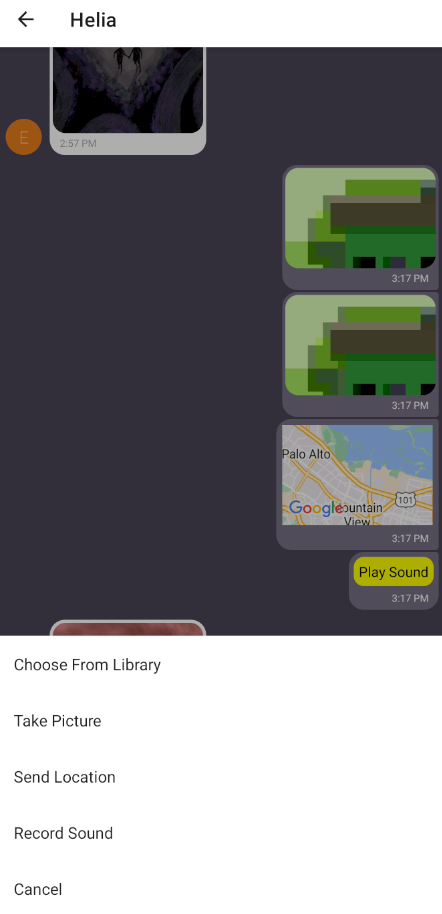 Helia
2:57 PM
E
3:17 PM
3:17 PM
Palo Alto
101
Google
ountain
View
3:17 PM
Play Sound
3:17 PM
Choose From Library
Take Picture
Send Location
Record Sound
Cancel